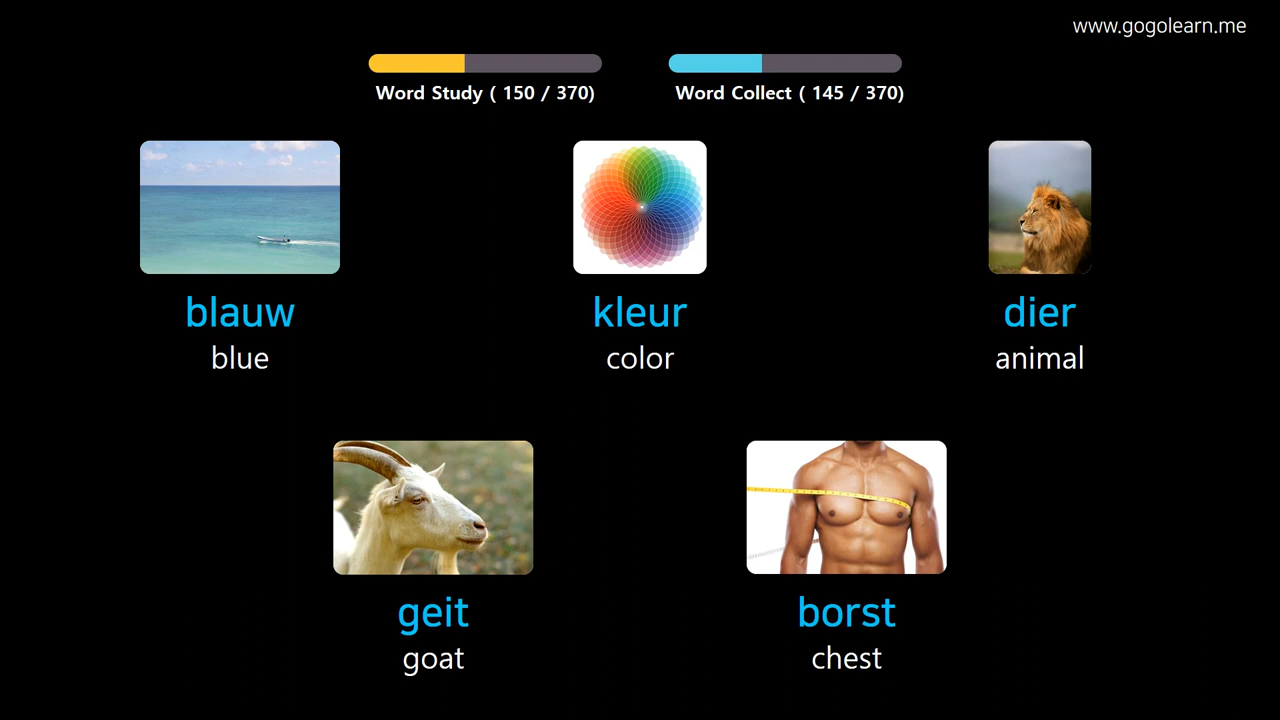 www.gogolearn.me
Word Study ( 150 / 370)
Word Collect ( 145 / 370)
blauw
blue
kleur
color
dier
animal
geit
goat
borst
chest